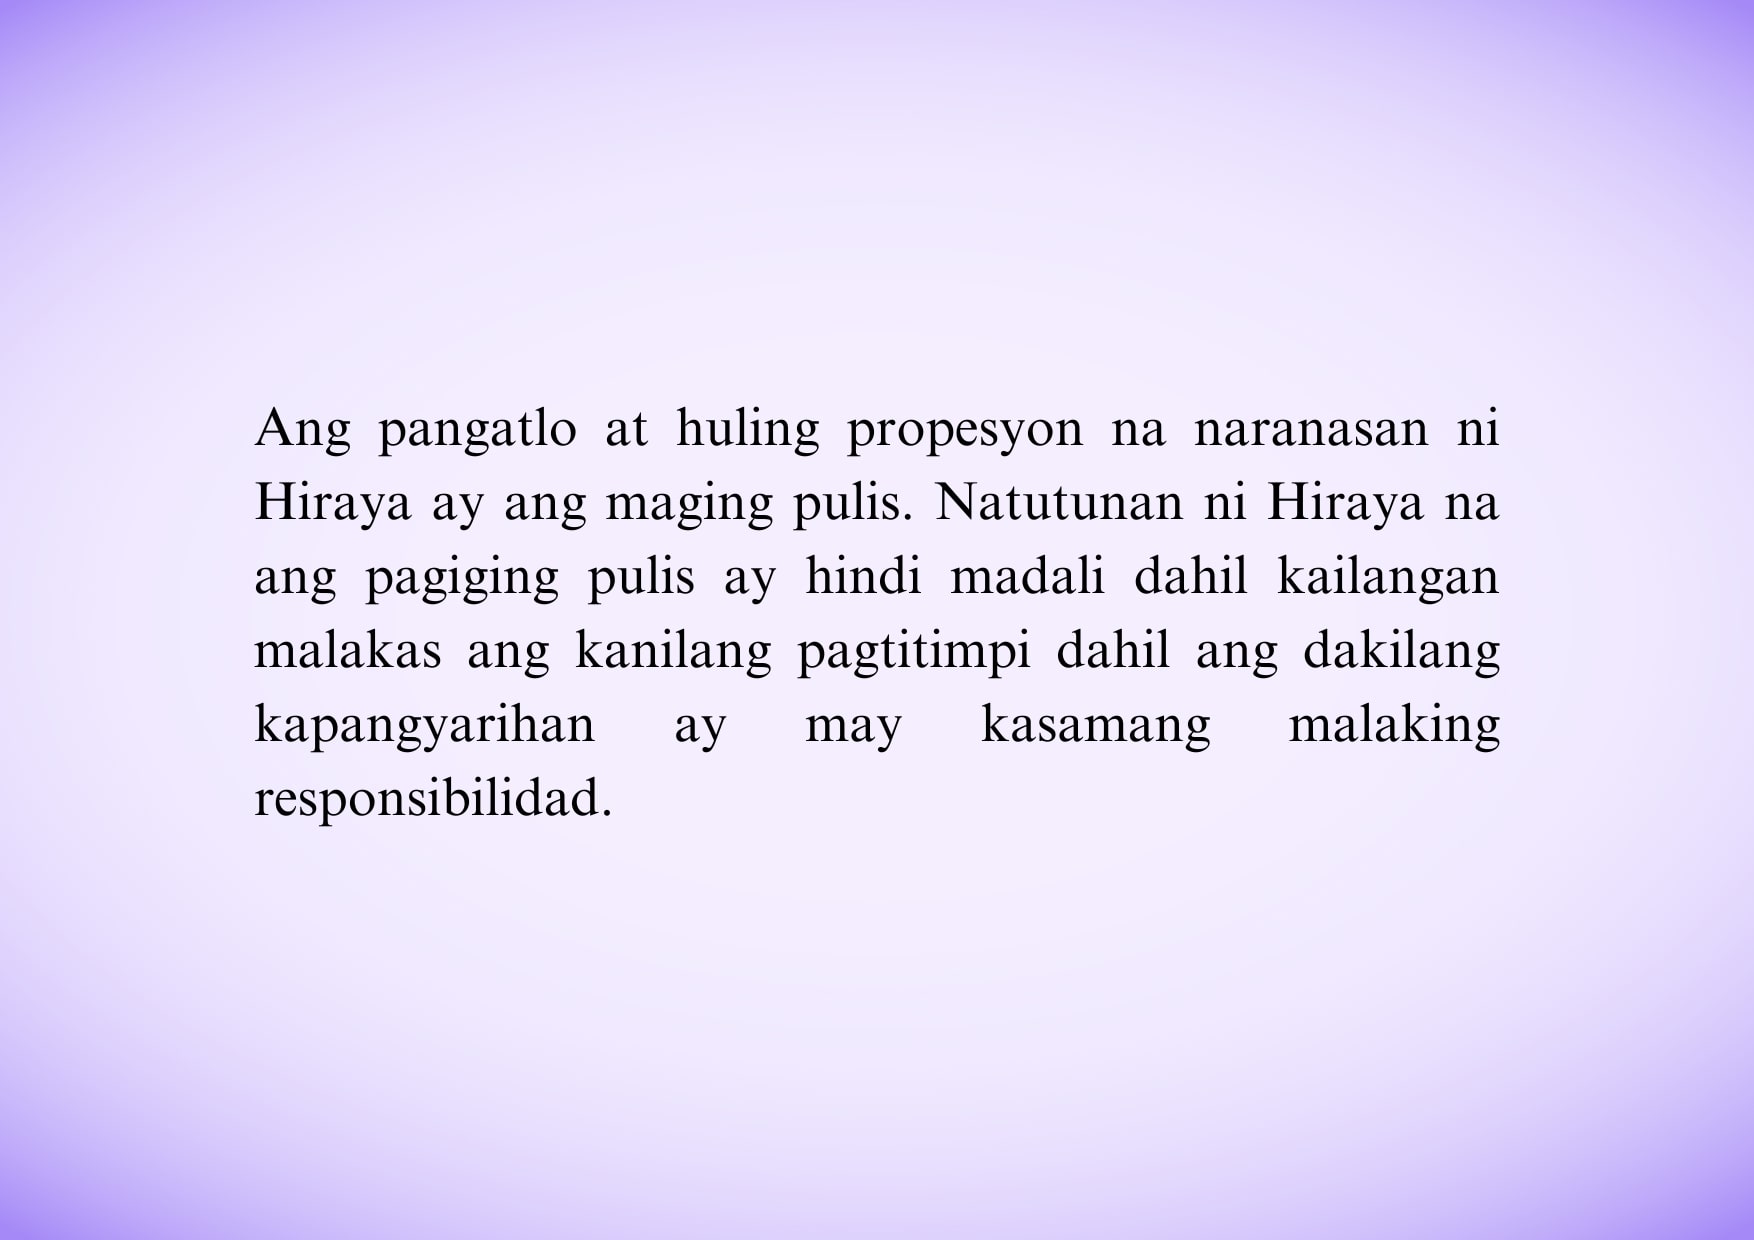 Ang pangatlo at huling propesyon na naranasan ni
Hiraya ay ang maging pulis. Natutunan ni Hiraya na
ang pagiging pulis ay hindi madali dahil kailangan
malakas ang kanilang pagtitimpi dahil ang dakilang
kapangyarihan ay may kasamang malaking
responsibilidad.